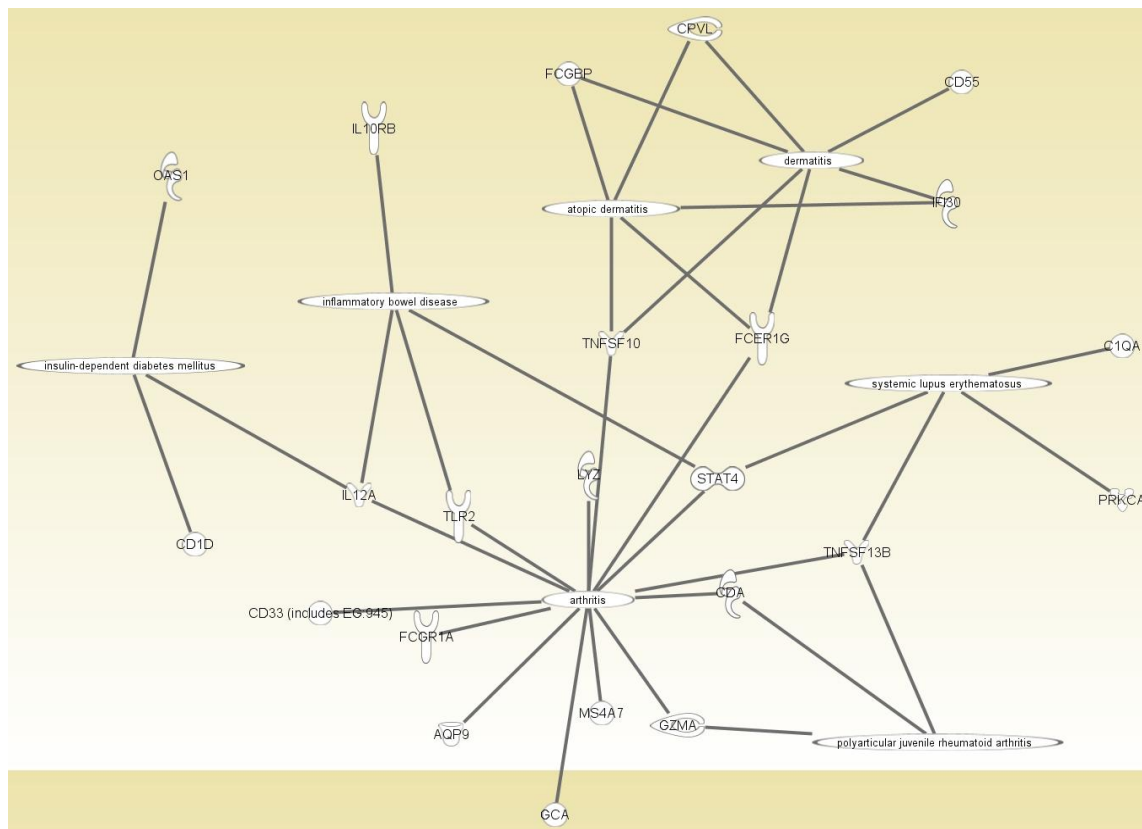 CPVL
FCGBP
CD55
IL10RB
dermatitis
OAS1
IFI30
atopic dermatitis
inflammatory bowel disease
TNFSF10
FCER1G
C1QA
insulin-dependent diabetes mellitus
systemic lupus erythematosus
LYZ
STAT4
IL12A
PRKCA
TLR2
CD1D
TNFSF13B
CDA
arthritis
CD33 (includes EG:945)
FCGR1A
MS4A7
GZMA
AQP9
polyarticular juvenile rheumatoid arthritis
GCA